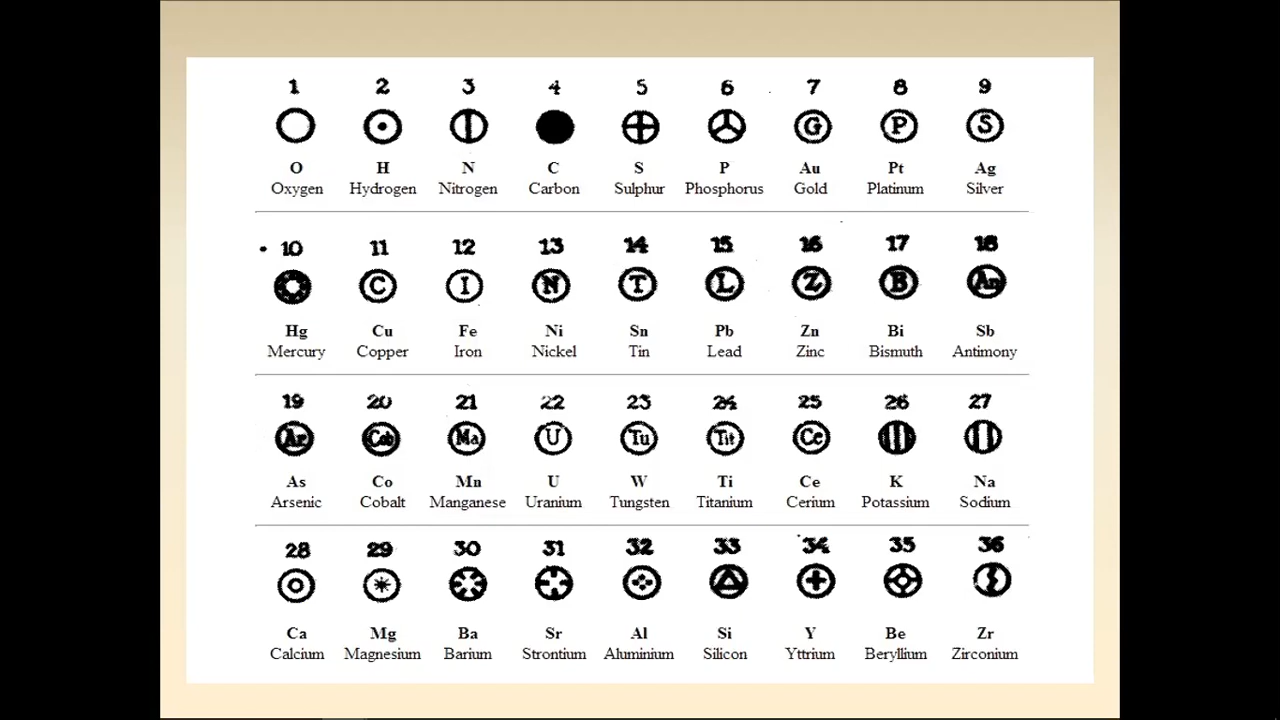 1 2 3 4 5 6 7 8 9
G P S
O H N C S P Au Pt Ag
Oxygen Hydrogen Nitrogen Carbon Sulphur Phosphorus Gold Platinum Silver
10 11 12 13 14 15 16 17 18
C I N T L Z B An
Hg Cu Fe Ni Sn Pb Zn Bi Sb
Mercury Copper Iron Nickel Tin Lead Zinc Bismuth Antimony
19 20 21 22 23 24 25 26 27
Ar Cob Ma U Tu Tit Ce
As Co Mn U W Ti Ce K Na
Arsenic Cobalt Manganese Uranium Tungsten Titanium Cerium Potassium Sodium
28 29 30 31 32 33 34 35 36
Ca Mg Ba Sr Al Si Y Be Zr
Calcium Magnesium Barium Strontium Aluminium Silicon Yttrium Beryllium Zirconium